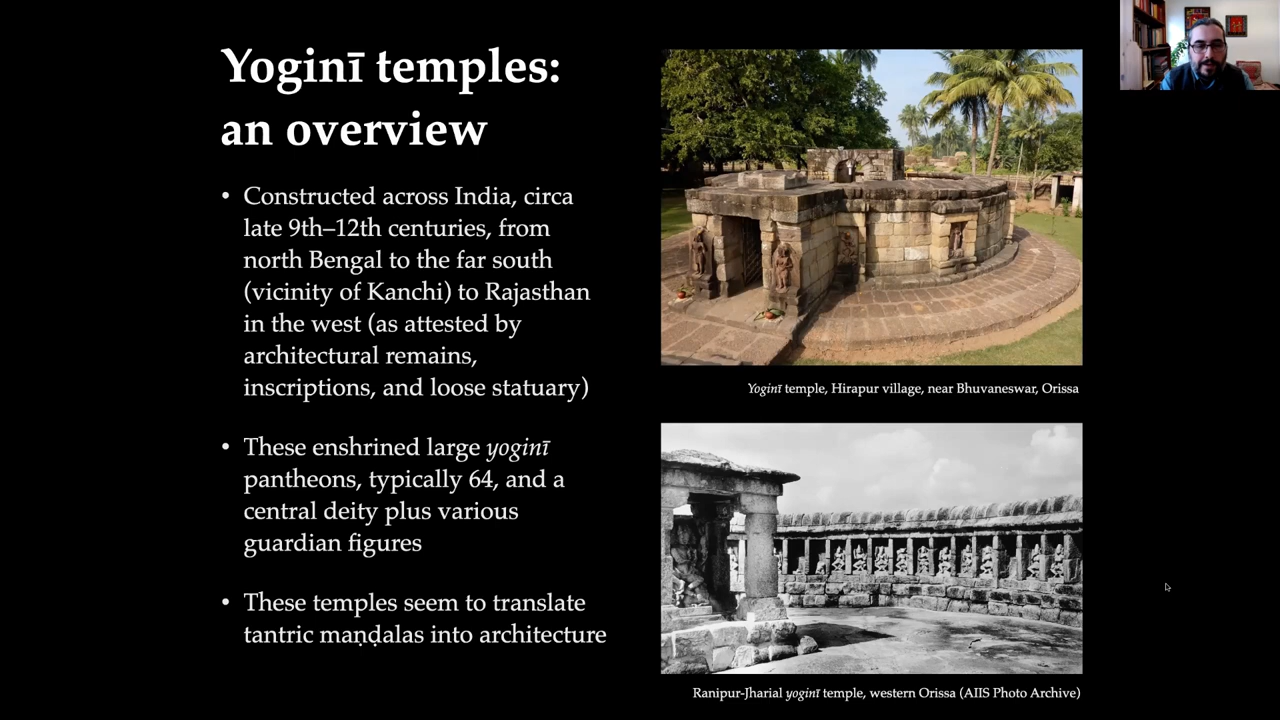 Yoginī temples:
an overview
• Constructed across India, circa
late 9th–12th centuries, from
north Bengal to the far south
(vicinity of Kanchi) to Rajasthan
in the west (as attested by
architectural remains,
inscriptions, and loose statuary)
• These enshrined large yoginī
pantheons, typically 64, and a
central deity plus various
guardian figures
• These temples seem to translate
tantric maṇḍalas into architecture
Yoginī temple, Hirapur village, near Bhuvaneswar, Orissa
Ranipur-Jharial yoginī temple, western Orissa (AIIS Photo Archive)